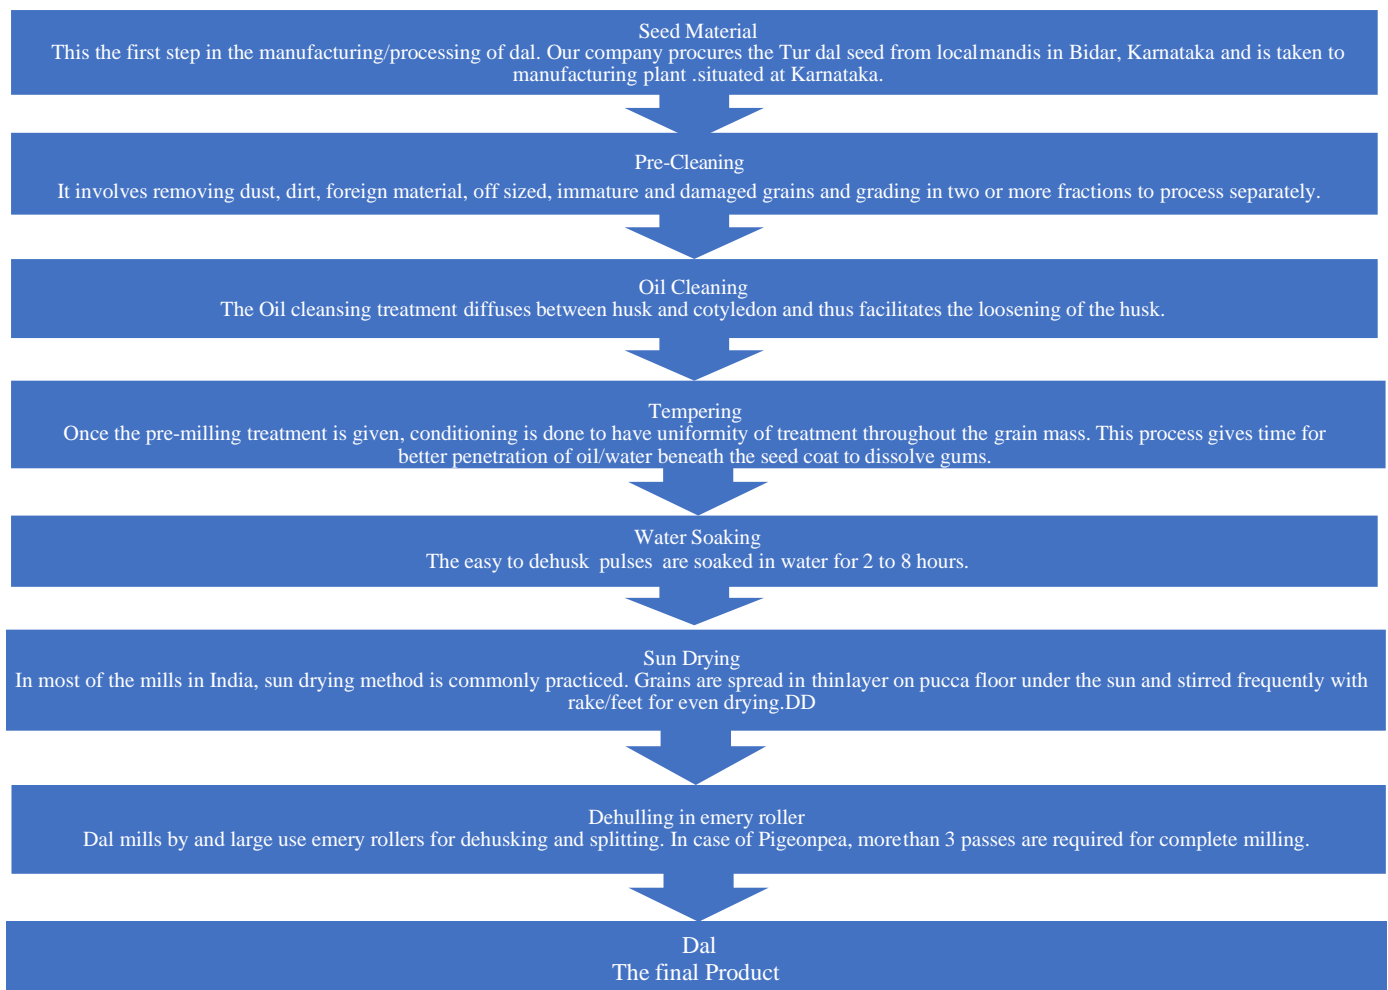 Seed Material
This the first step in the manufacturing/processing of dal. Our company procures the Tur dal seed from localmandis in Bidar, Karnataka and is taken to
manufacturing plant .situated at Karnataka.
Pre-Cleaning
It involves removing dust, dirt, foreign material, off sized, immature and damaged grains and grading in two or more fractions to process separately.
Oil Cleaning
The Oil cleansing treatment diffuses between husk and cotyledon and thus facilitates the loosening of the husk.
Tempering
Once the pre-milling treatment is given, conditioning is done to have uniformity of treatment throughout the grain mass. This process gives time for
better penetration of oil/water beneath the seed coat to dissolve gums.
Water Soaking
The easy to dehusk pulses are soaked in water for 2 to 8 hours.
Sun Drying
In most of the mills in India, sun drying method is commonly practiced. Grains are spread in thinlayer on pucca floor under the sun and stirred frequently with
rake/feet for even drying.DD
Dehulling in emery roller
Dal mills by and large use emery rollers for dehusking and splitting. In case of Pigeonpea, morethan 3 passes are required for complete milling.
Dal
The final Product